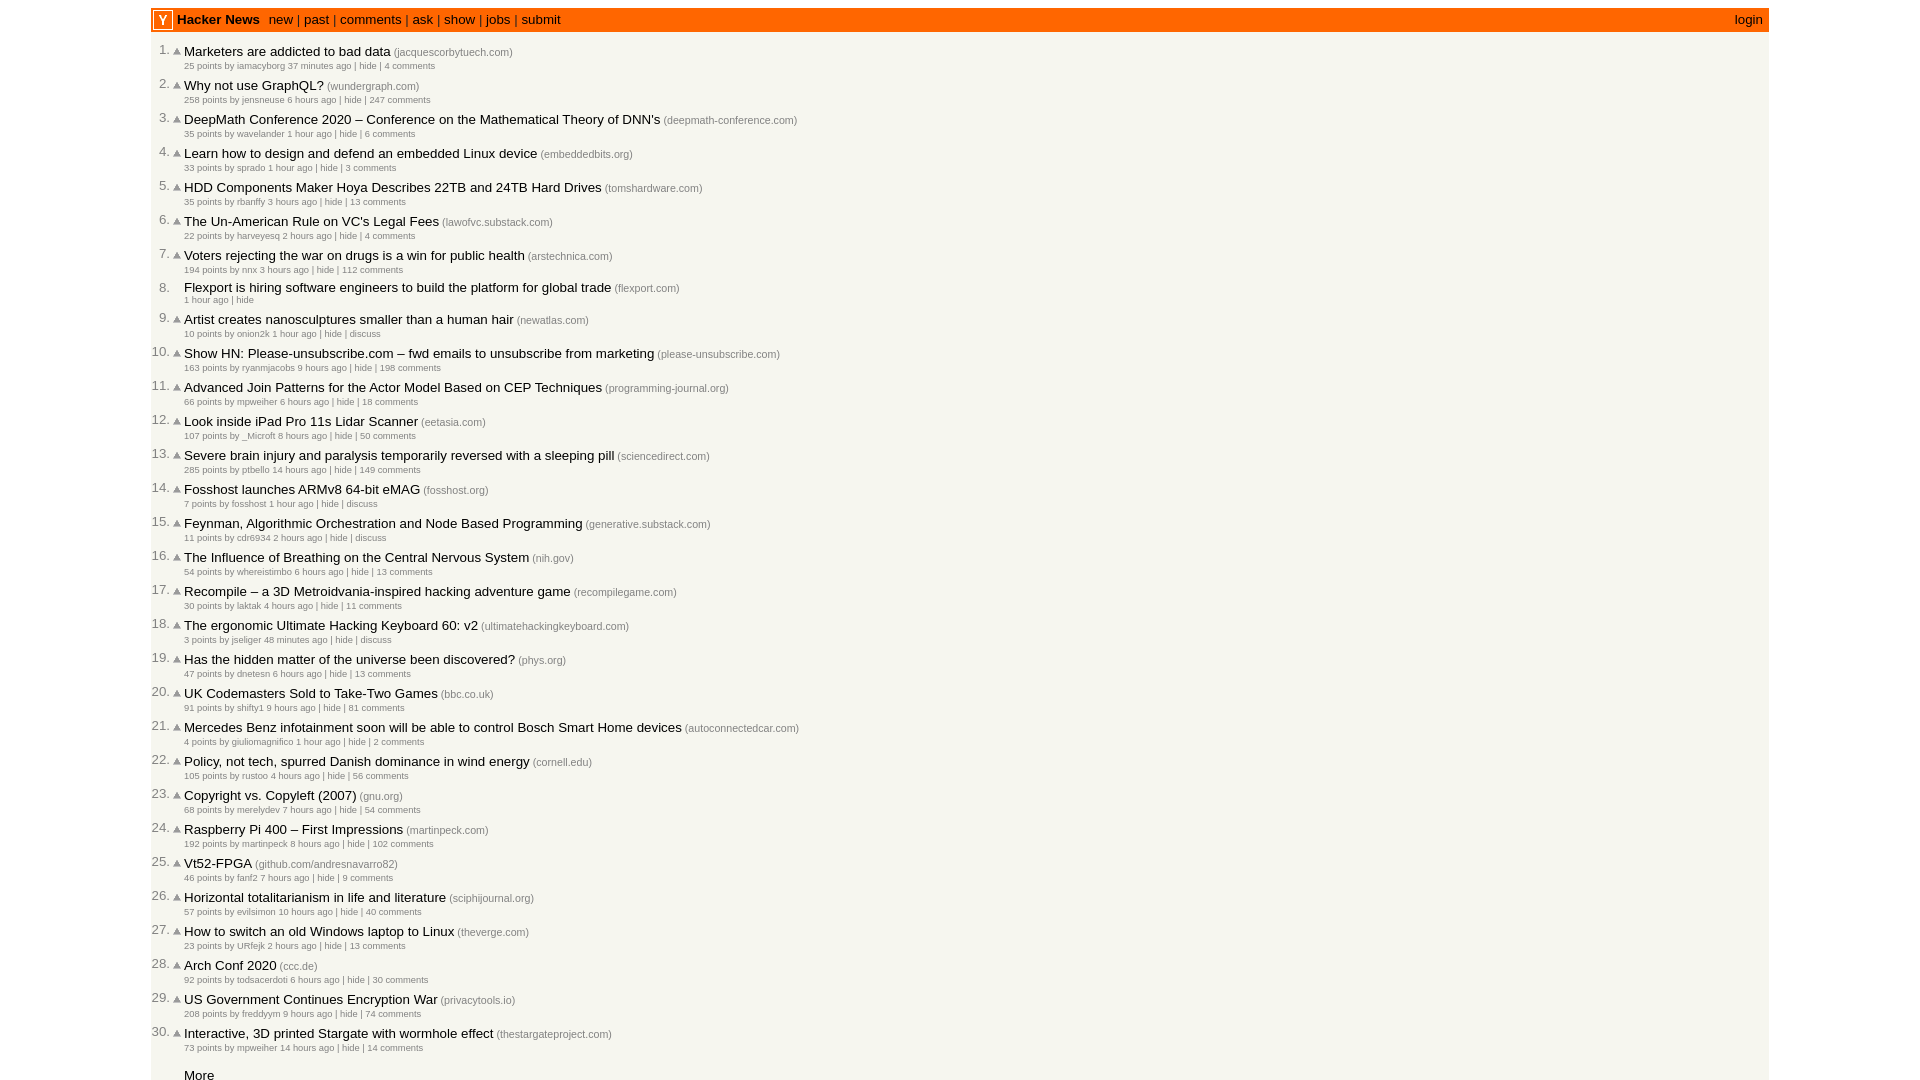 Y Hacker News new | past | comments | ask | show | jobs | submit login
1. Marketers are addicted to bad data (jacquescorbytuech.com)
25 points by iamacyborg 37 minutes ago | hide | 4 comments
2. Why not use GraphQL? (wundergraph.com)
258 points by jensneuse 6 hours ago | hide | 247 comments
3. DeepMath Conference 2020 – Conference on the Mathematical Theory of DNN's (deepmath-conference.com)
35 points by wavelander 1 hour ago | hide | 6 comments
4. Learn how to design and defend an embedded Linux device (embeddedbits.org)
33 points by sprado 1 hour ago | hide | 3 comments
5. HDD Components Maker Hoya Describes 22TB and 24TB Hard Drives (tomshardware.com)
35 points by rbanffy 3 hours ago | hide | 13 comments
6. The Un-American Rule on VC's Legal Fees (lawofvc.substack.com)
22 points by harveyesq 2 hours ago | hide | 4 comments
7. Voters rejecting the war on drugs is a win for public health (arstechnica.com)
194 points by nnx 3 hours ago | hide | 112 comments
8. Flexport is hiring software engineers to build the platform for global trade (flexport.com)
1 hour ago | hide
9. Artist creates nanosculptures smaller than a human hair (newatlas.com)
10 points by onion2k 1 hour ago | hide | discuss
10. Show HN: Please-unsubscribe.com – fwd emails to unsubscribe from marketing (please-unsubscribe.com)
163 points by ryanmjacobs 9 hours ago | hide | 198 comments
11. Advanced Join Patterns for the Actor Model Based on CEP Techniques (programming-journal.org)
66 points by mpweiher 6 hours ago | hide | 18 comments
12. Look inside iPad Pro 11s Lidar Scanner (eetasia.com)
107 points by _Microft 8 hours ago | hide | 50 comments
13. Severe brain injury and paralysis temporarily reversed with a sleeping pill (sciencedirect.com)
285 points by ptbello 14 hours ago | hide | 149 comments
14. Fosshost launches ARMv8 64-bit eMAG (fosshost.org)
7 points by fosshost 1 hour ago | hide | discuss
15. Feynman, Algorithmic Orchestration and Node Based Programming (generative.substack.com)
11 points by cdr6934 2 hours ago | hide | discuss
16. The Influence of Breathing on the Central Nervous System (nih.gov)
54 points by whereistimbo 6 hours ago | hide | 13 comments
17. Recompile – a 3D Metroidvania-inspired hacking adventure game (recompilegame.com)
30 points by laktak 4 hours ago | hide | 11 comments
18. The ergonomic Ultimate Hacking Keyboard 60: v2 (ultimatehackingkeyboard.com)
3 points by jseliger 48 minutes ago | hide | discuss
19. Has the hidden matter of the universe been discovered? (phys.org)
47 points by dnetesn 6 hours ago | hide | 13 comments
20. UK Codemasters Sold to Take-Two Games (bbc.co.uk)
91 points by shifty1 9 hours ago | hide | 81 comments
21. Mercedes Benz infotainment soon will be able to control Bosch Smart Home devices (autoconnectedcar.com)
4 points by giuliomagnifico 1 hour ago | hide | 2 comments
22. Policy, not tech, spurred Danish dominance in wind energy (cornell.edu)
105 points by rustoo 4 hours ago | hide | 56 comments
23. Copyright vs. Copyleft (2007) (gnu.org)
68 points by merelydev 7 hours ago | hide | 54 comments
24. Raspberry Pi 400 – First Impressions (martinpeck.com)
192 points by martinpeck 8 hours ago | hide | 102 comments
25. Vt52-FPGA (github.com/andresnavarro82)
46 points by fanf2 7 hours ago | hide | 9 comments
26. Horizontal totalitarianism in life and literature (sciphijournal.org)
57 points by evilsimon 10 hours ago | hide | 40 comments
27. How to switch an old Windows laptop to Linux (theverge.com)
23 points by URfejk 2 hours ago | hide | 13 comments
28. Arch Conf 2020 (ccc.de)
92 points by todsacerdoti 6 hours ago | hide | 30 comments
29. US Government Continues Encryption War (privacytools.io)
208 points by freddyym 9 hours ago | hide | 74 comments
30. Interactive, 3D printed Stargate with wormhole effect (thestargateproject.com)
73 points by mpweiher 14 hours ago | hide | 14 comments
More